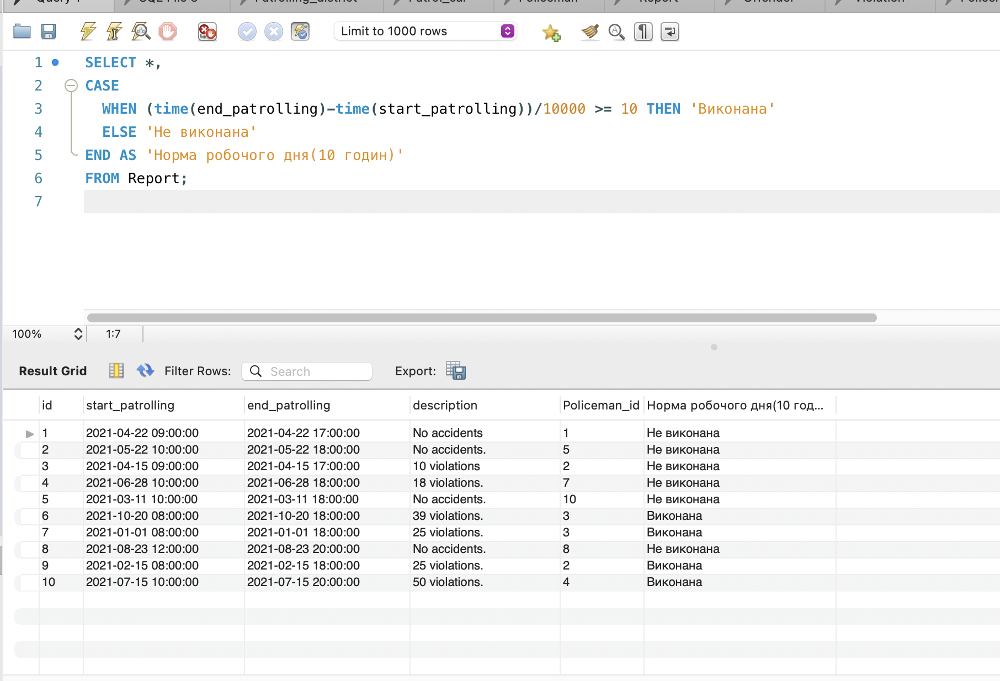 Limit to 1000 rows
1 SELECT *,
2 CASE
3 WHEN (time(end_patrolling)-time(start_patrolling))/10000 >= 10 THEN 'Виконана'
4 ELSE 'Не виконана'
5 END AS 'Норма робочого дня(10 годин)'
6 FROM Report;
7
100% 1:7
Result Grid Filter Rows: Search Export:
id start_patrolling end_patrolling description Policeman_id Норма робочого дня(10 год...
1 2021-04-22 09:00:00 2021-04-22 17:00:00 No accidents 1 Не виконана
2 2021-05-22 10:00:00 2021-05-22 18:00:00 No accidents. 5 Не виконана
3 2021-04-15 09:00:00 2021-04-15 17:00:00 10 violations 2 Не виконана
4 2021-06-28 10:00:00 2021-06-28 18:00:00 18 violations. 7 Не виконана
5 2021-03-11 10:00:00 2021-03-11 18:00:00 No accidents. 10 Не виконана
6 2021-10-20 08:00:00 2021-10-20 18:00:00 39 violations. 3 Виконана
7 2021-01-01 08:00:00 2021-01-01 18:00:00 25 violations. 3 Виконана
8 2021-08-23 12:00:00 2021-08-23 20:00:00 No accidents. 8 Не виконана
9 2021-02-15 08:00:00 2021-02-15 18:00:00 25 violations. 2 Виконана
10 2021-07-15 10:00:00 2021-07-15 20:00:00 50 violations. 4 Виконана